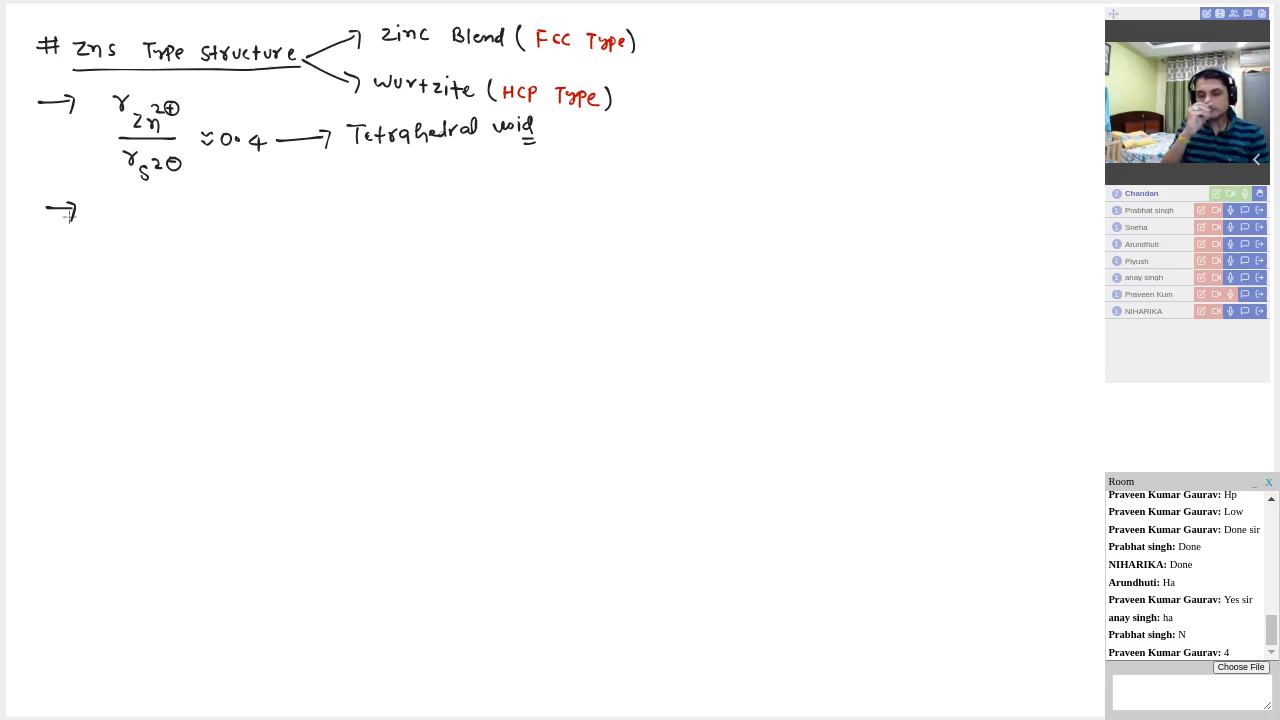 # Zns Type structure
Zinc Blend ( FCC Type)
Wurtzite ( HCP Type )
r Zn 2⊕ / r s 2⊖ ≈ 0.4 → Tetrahedral void
Chandan
Prabhat singh
Sneha
Arundhuti
Piyush
anay singh
Praveen Kum
NIHARIKA
Room _ X
Praveen Kumar Gaurav: Hp
Praveen Kumar Gaurav: Low
Praveen Kumar Gaurav: Done sir
Prabhat singh: Done
NIHARIKA: Done
Arundhuti: Ha
Praveen Kumar Gaurav: Yes sir
anay singh: ha
Prabhat singh: N
Praveen Kumar Gaurav: 4
Choose File